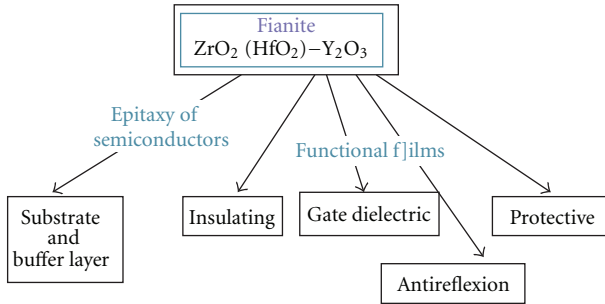 Fianite
ZrO₂ (HfO₂)–Y₂O₃
Epitaxy of
semiconductors
Functional f]ilms
Substrate
and
buffer layer
Insulating
Gate dielectric
Protective
Antireflexion